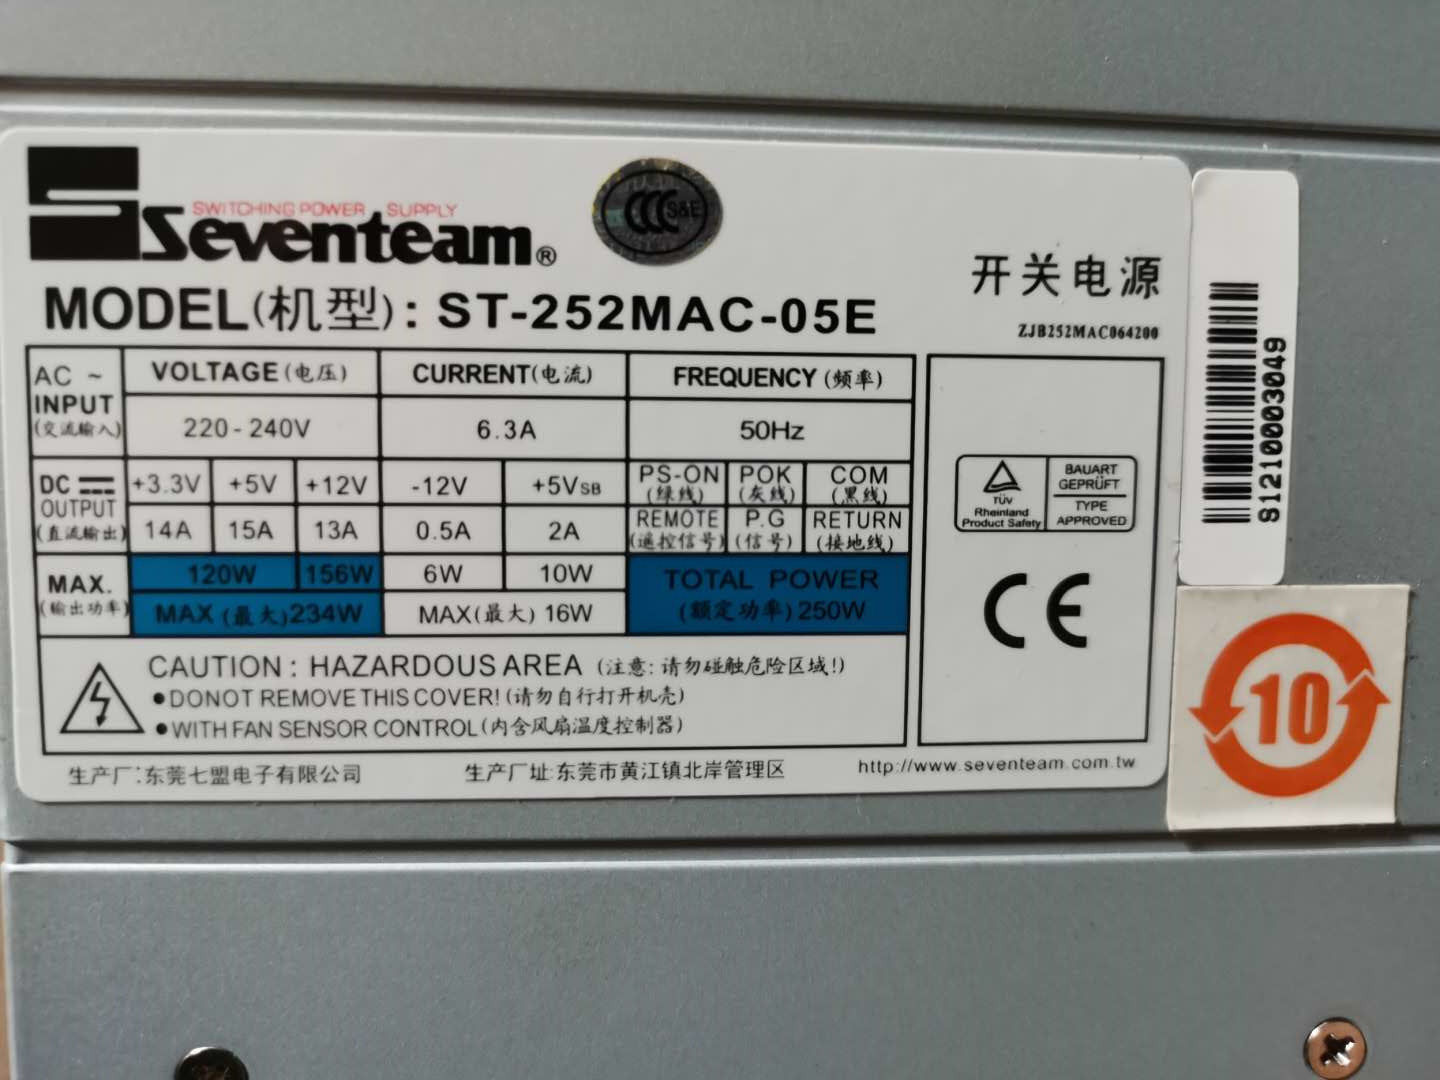 SWITCHING POWER SUPPLY
Seventeam®
CCC S&E
开关电源
MODEL(机型): ST-252MAC-05E
ZJB252MAC064200
AC ~ INPUT (交流输入) VOLTAGE(电压) CURRENT(电流) FREQUENCY(频率)
220-240V 6.3A 50Hz
DC OUTPUT (直流输出) +3.3V +5V +12V -12V +5VSB PS-ON (绿线) POK (灰线) COM (黑线)
14A 15A 13A 0.5A 2A REMOTE (遥控信号) P.G (信号) RETURN (接地线)
MAX. (输出功率) 120W 156W 6W 10W TOTAL POWER
MAX(最大)234W MAX(最大)16W (额定功率)250W
CAUTION: HAZARDOUS AREA (注意:请勿碰触危险区域!)
●DONOT REMOVE THIS COVER!(请勿自行打开机壳)
●WITH FAN SENSOR CONTROL(内含风扇温度控制器)
生产厂:东莞七盟电子有限公司 生产厂址:东莞市黄江镇北岸管理区 http://www.seventeam.com.tw
TÜV
Rheinland
Product Safety
BAUART
GEPRÜFT
TYPE
APPROVED
CE
S1210003049
10